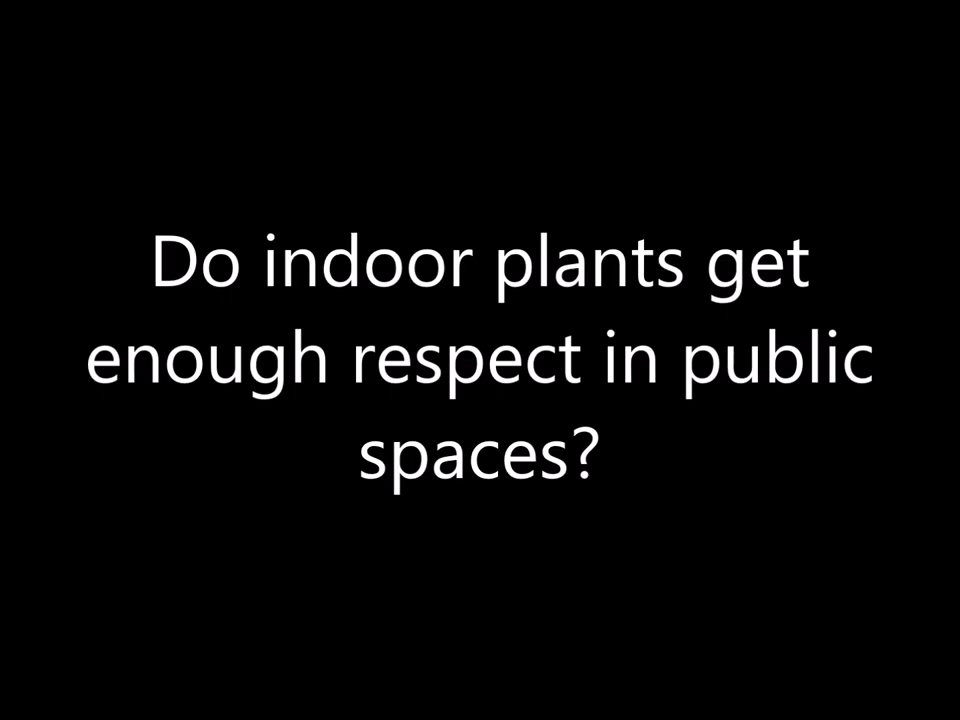 Do indoor plants get
enough respect in public
spaces?